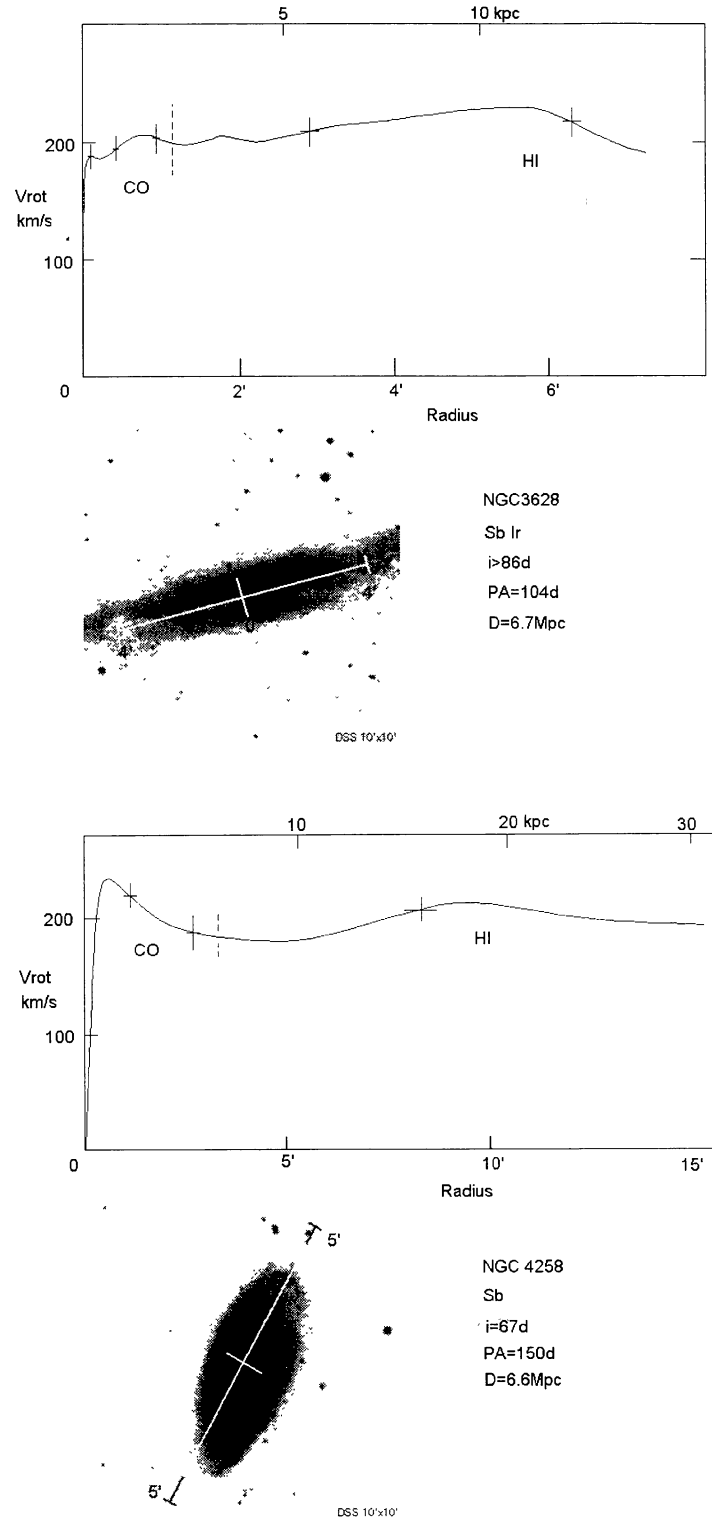 5 10 kpc
200
CO
HI
Vrot
km/s
100
0 2' 4' 6'
Radius
NGC3628
Sb Ir
i>86d
PA=104d
D=6.7Mpc
4'
0
4'
DSS 10'x10'
10 20 kpc 30
200
CO
HI
Vrot
km/s
100
0 5' 10' 15'
Radius
5'
NGC 4258
Sb
i=67d
PA=150d
D=6.6Mpc
5'
DSS 10'x10'